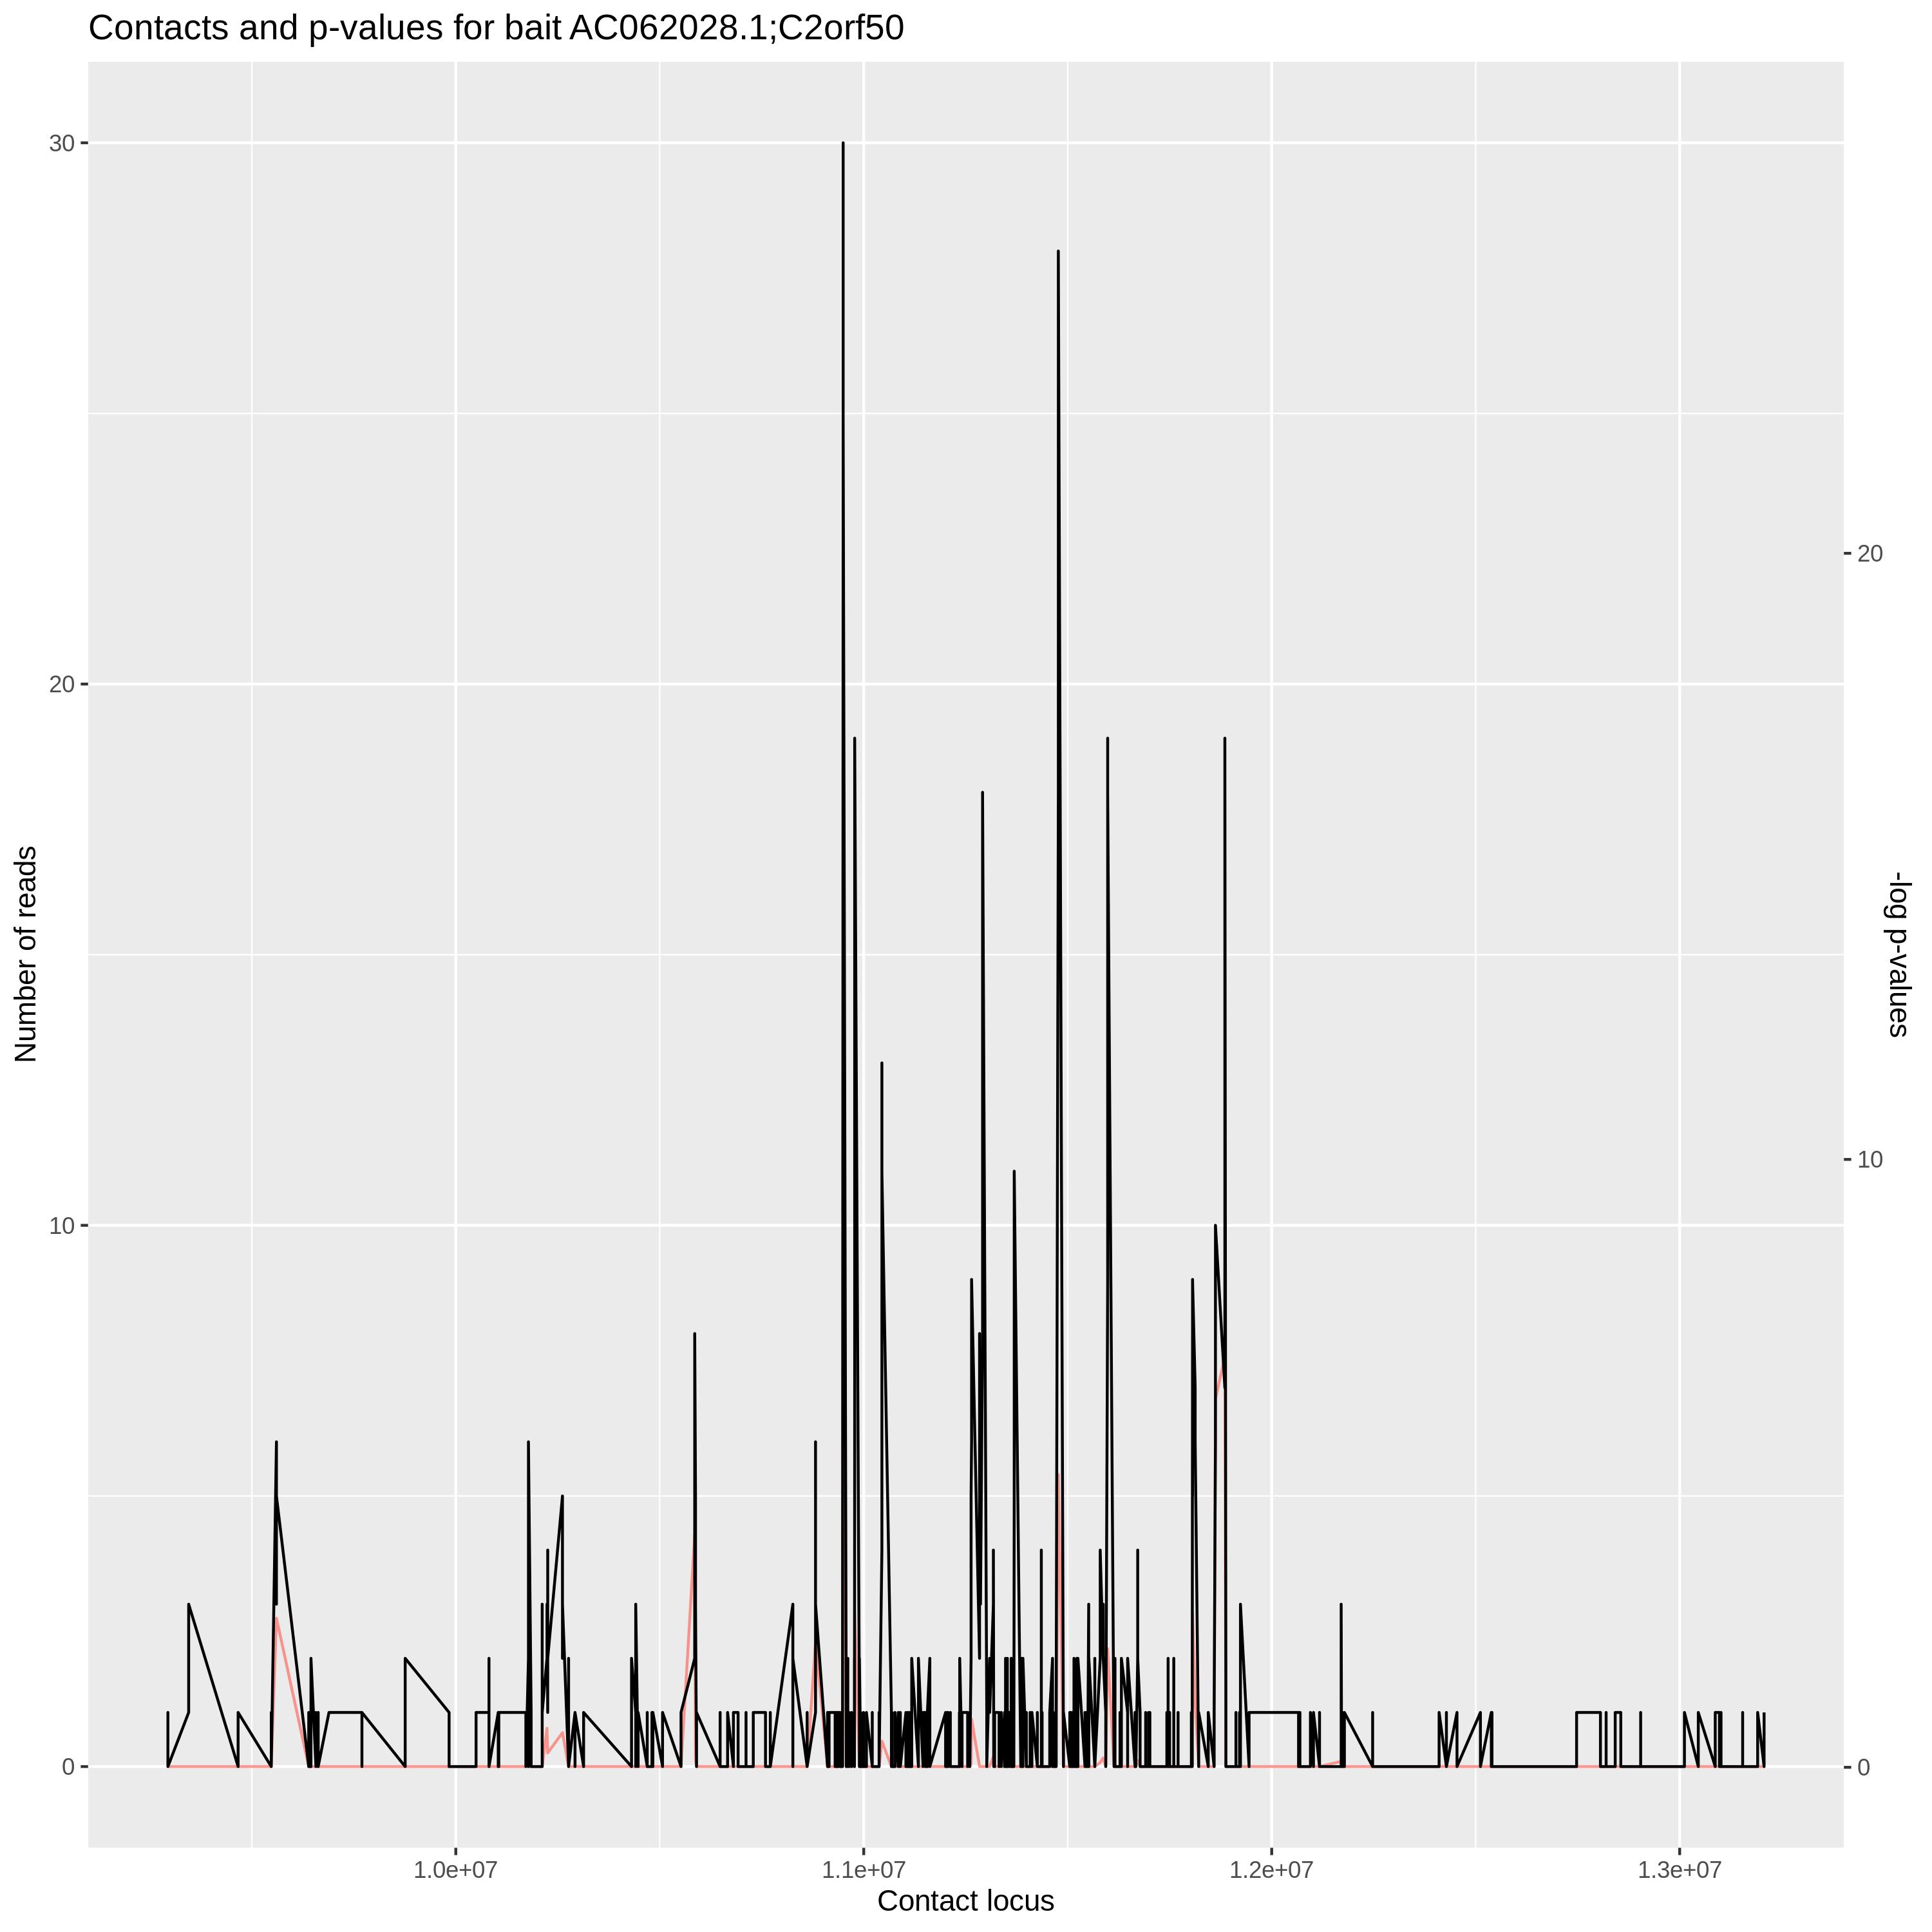 Contacts and p-values for bait AC062028.1;C2orf50
30
20
10
0
Number of reads
20
10
0
-log p-values
1.0e+07
1.1e+07
1.2e+07
1.3e+07
Contact locus